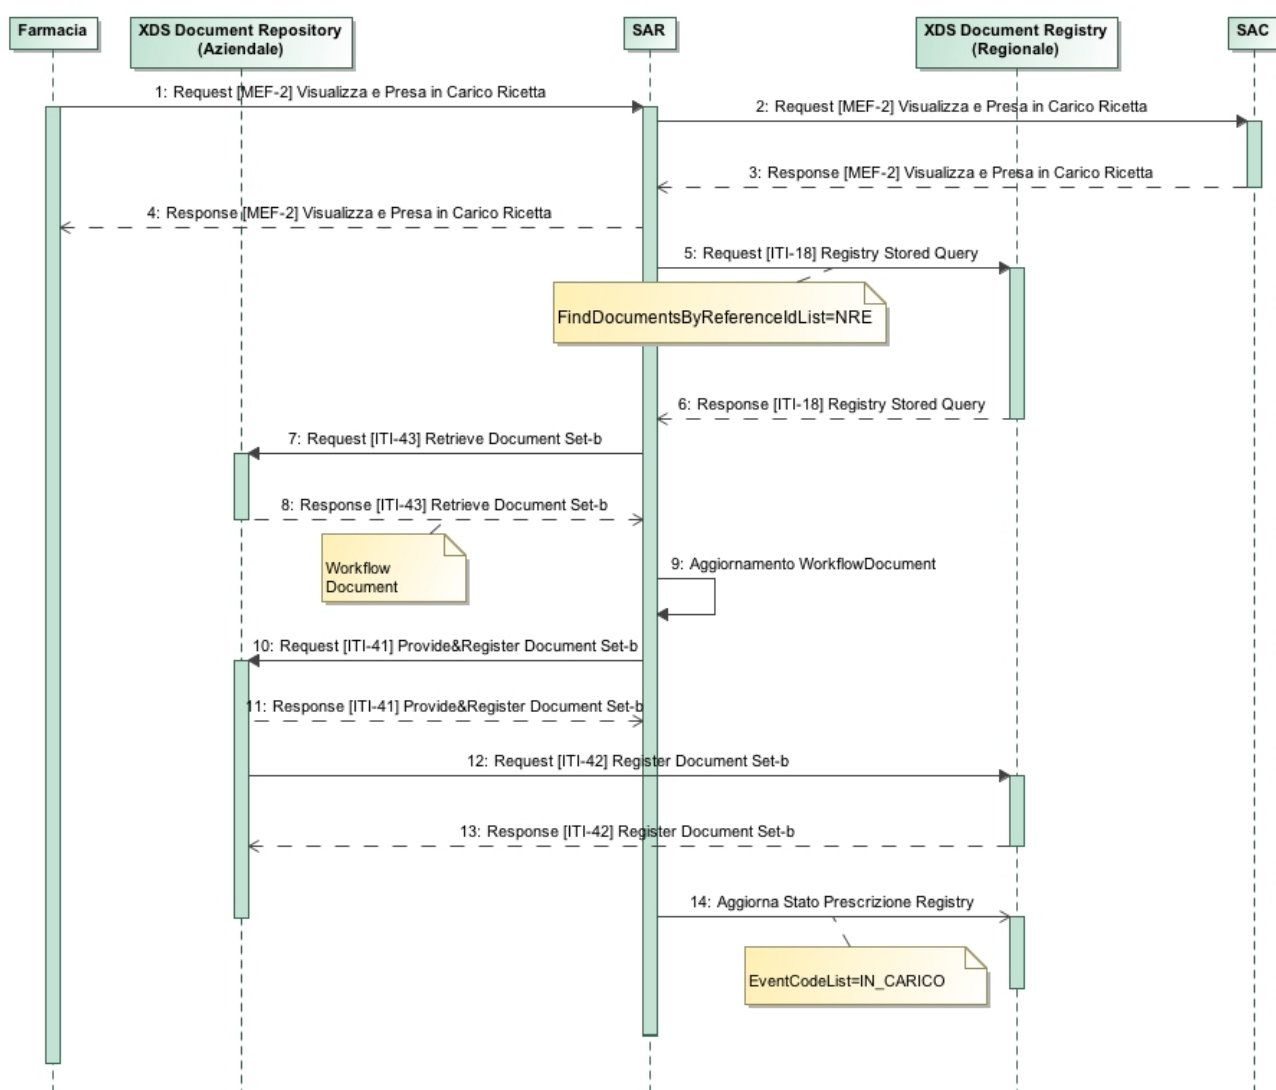 Farmacia
XDS Document Repository
(Aziendale)
SAR
XDS Document Registry
(Regionale)
SAC
1: Request [MEF-2] Visualizza e Presa in Carico Ricetta
2: Request [MEF-2] Visualizza e Presa in Carico Ricetta
3: Response [MEF-2] Visualizza e Presa in Carico Ricetta
4: Response [MEF-2] Visualizza e Presa in Carico Ricetta
5: Request [ITI-18] Registry Stored Query
FindDocumentsByReferenceIdList=NRE
6: Response [ITI-18] Registry Stored Query
7: Request [ITI-43] Retrieve Document Set-b
8: Response [ITI-43] Retrieve Document Set-b
Workflow
Document
9: Aggiornamento WorkflowDocument
10: Request [ITI-41] Provide&Register Document Set-b
11: Response [ITI-41] Provide&Register Document Set-b
12: Request [ITI-42] Register Document Set-b
13: Response [ITI-42] Register Document Set-b
14: Aggiorna Stato Prescrizione Registry
EventCodeList=IN_CARICO